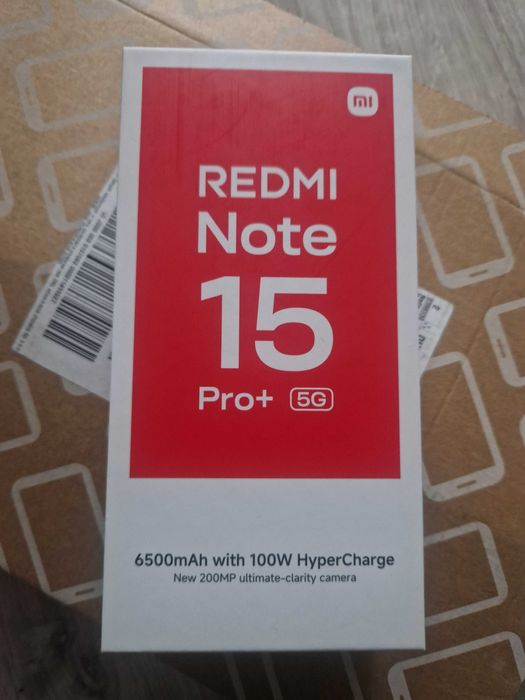 mi
REDMI
Note
15
Pro+ 5G
6500mAh with 100W HyperCharge
New 200MP ultimate-clarity camera